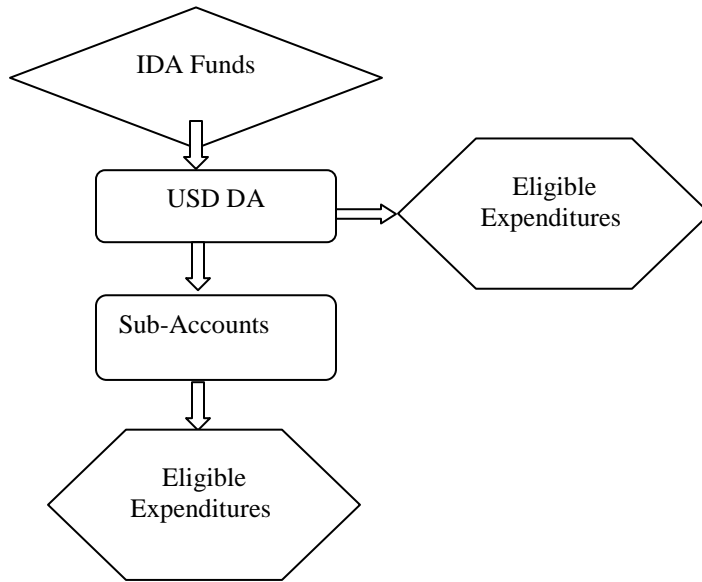 IDA Funds
USD DA
Eligible
Expenditures
Sub-Accounts
Eligible
Expenditures